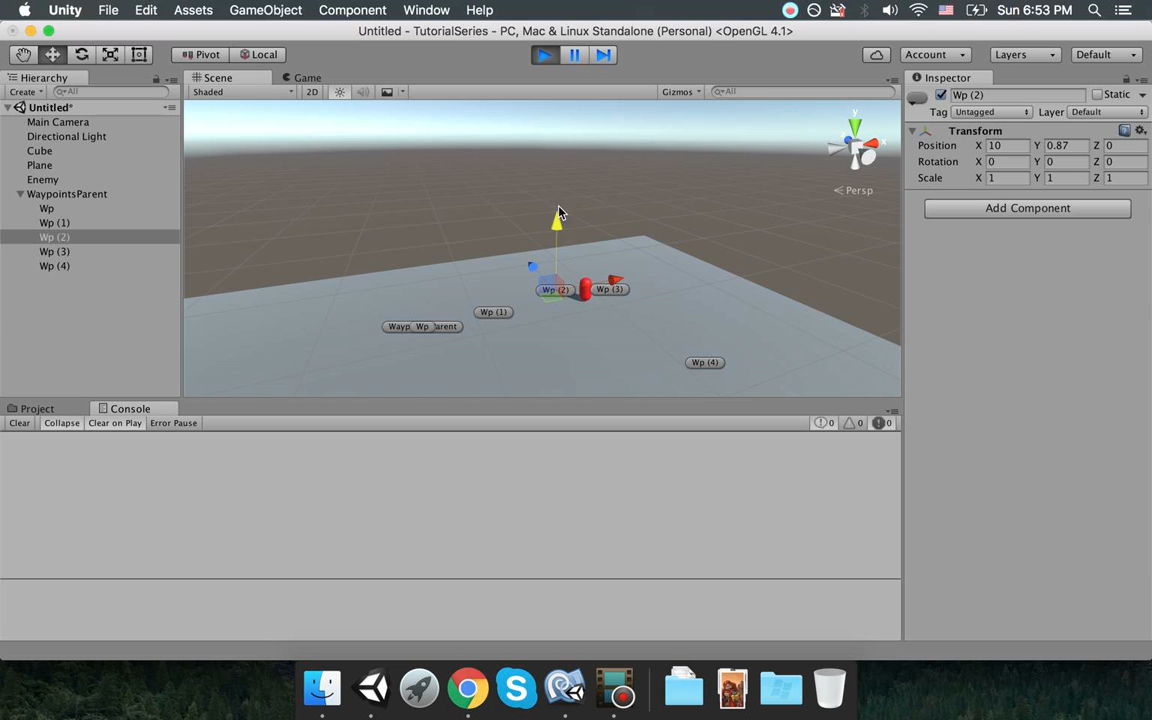 Unity File Edit Assets GameObject Component Window Help Sun 6:53 PM
Untitled - TutorialSeries - PC, Mac & Linux Standalone (Personal) <OpenGL 4.1>
Pivot Local Account Layers Default
Hierarchy Scene Game Inspector
Create All Shaded 2D Gizmos All Wp (2) Static
Untitled* Tag Untagged Layer Default
Main Camera
Directional Light Transform
Cube Position X 10 Y 0.87 Z 0
Plane Rotation X 0 Y 0 Z 0
Enemy Scale X 1 Y 1 Z 1
WaypointsParent Persp
Wp Add Component
Wp (1)
Wp (2)
Wp (3)
Wp (4)
y
x
Wp (2) Wp (3)
Wp (1)
Wayp Wp arent
Wp (4)
Project Console
Clear Collapse Clear on Play Error Pause 0 0 0